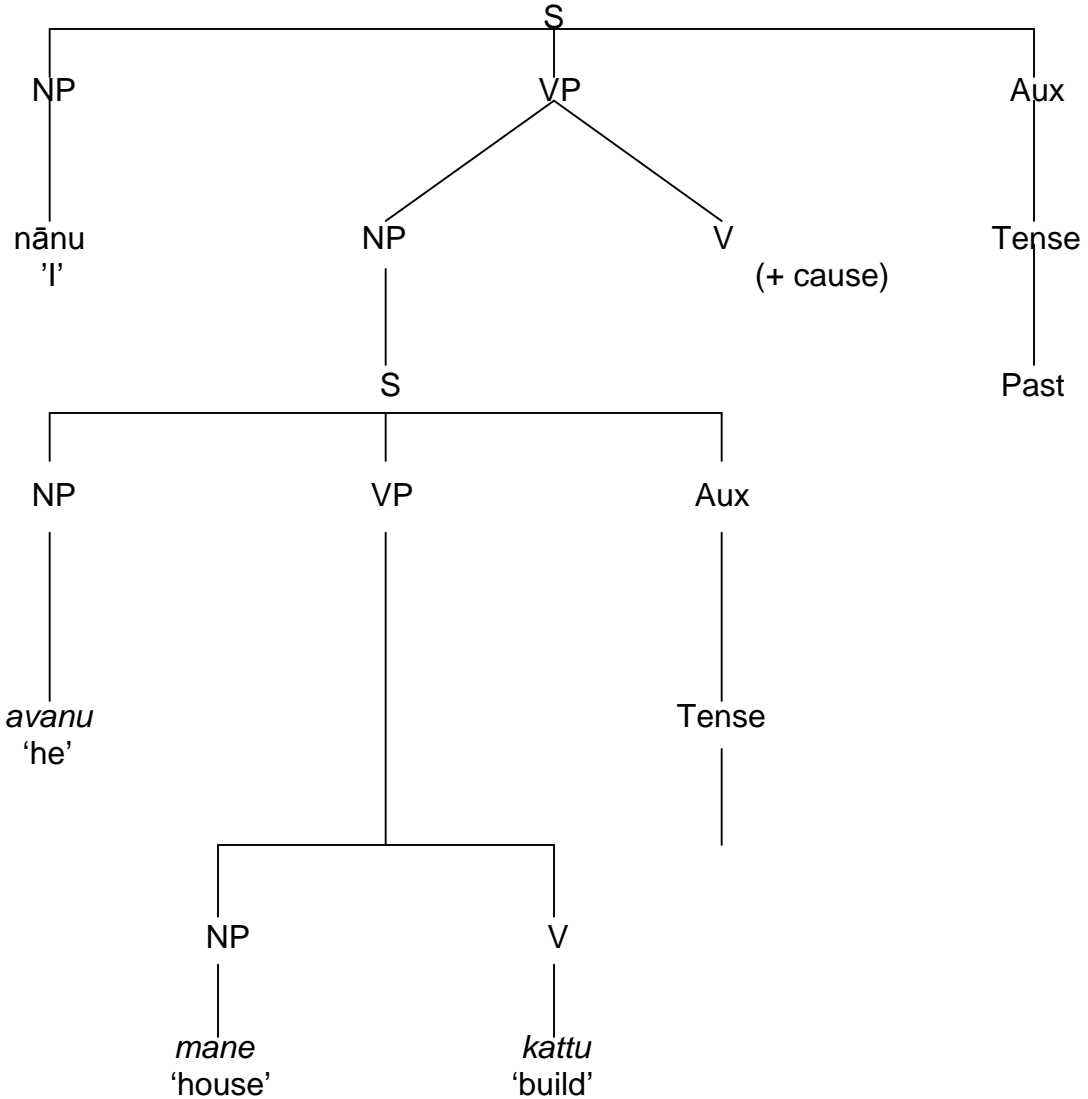 S
NP VP Aux
nānu NP V Tense
'I' (+ cause)
S Past
NP VP Aux
avanu Tense
‘he’
NP V
mane kattu
‘house’ ‘build’